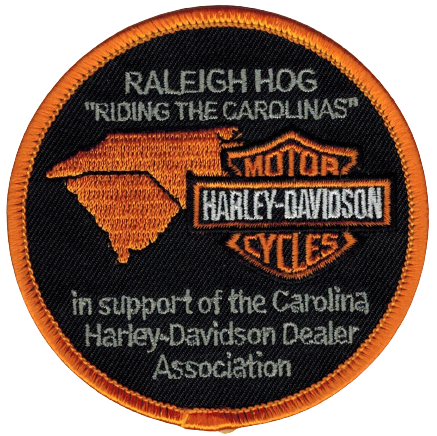 RALEIGH HOG
"RIDING THE CAROLINAS"
MOTOR
HARLEY-DAVIDSON
CYCLES
in support of the Carolina
Harley-Davidson Dealer
Association